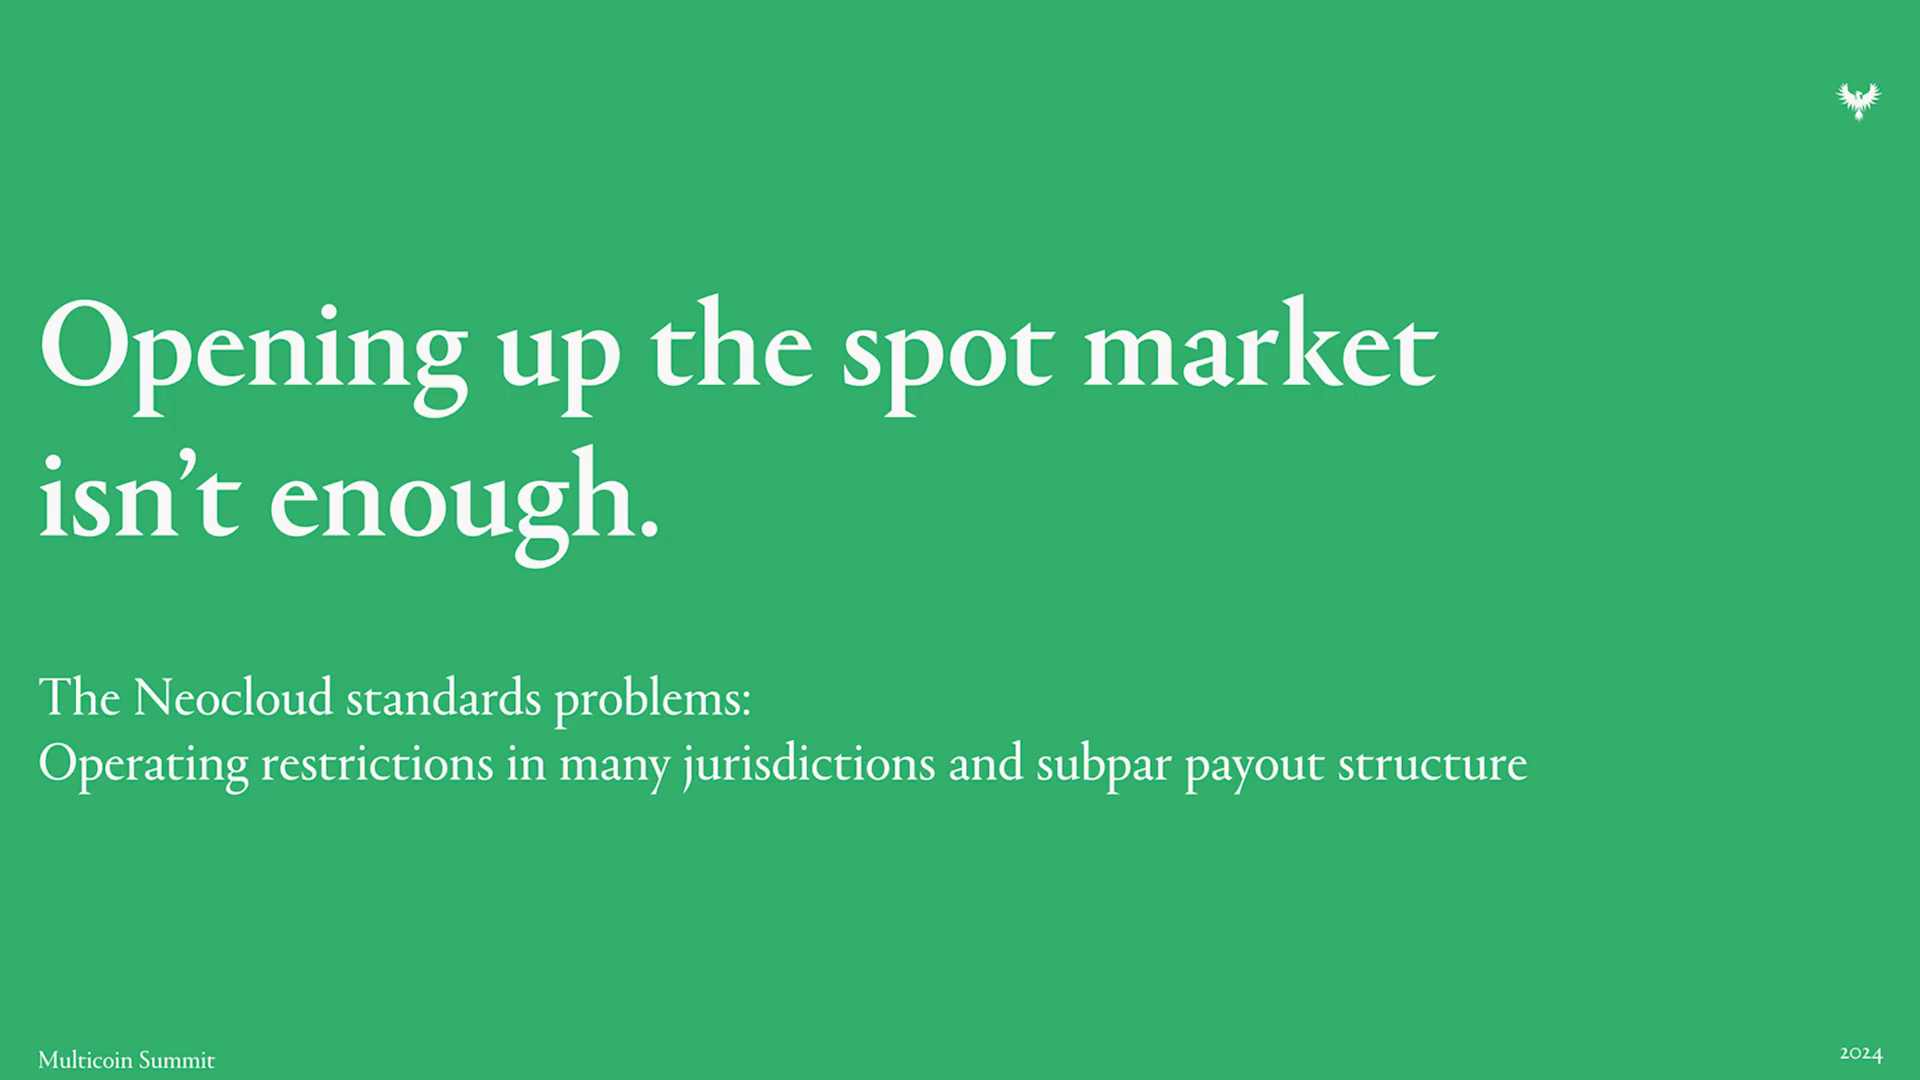 Opening up the spot market
isn’t enough.
The Neocloud standards problems:
Operating restrictions in many jurisdictions and subpar payout structure
Multicoin Summit
2024